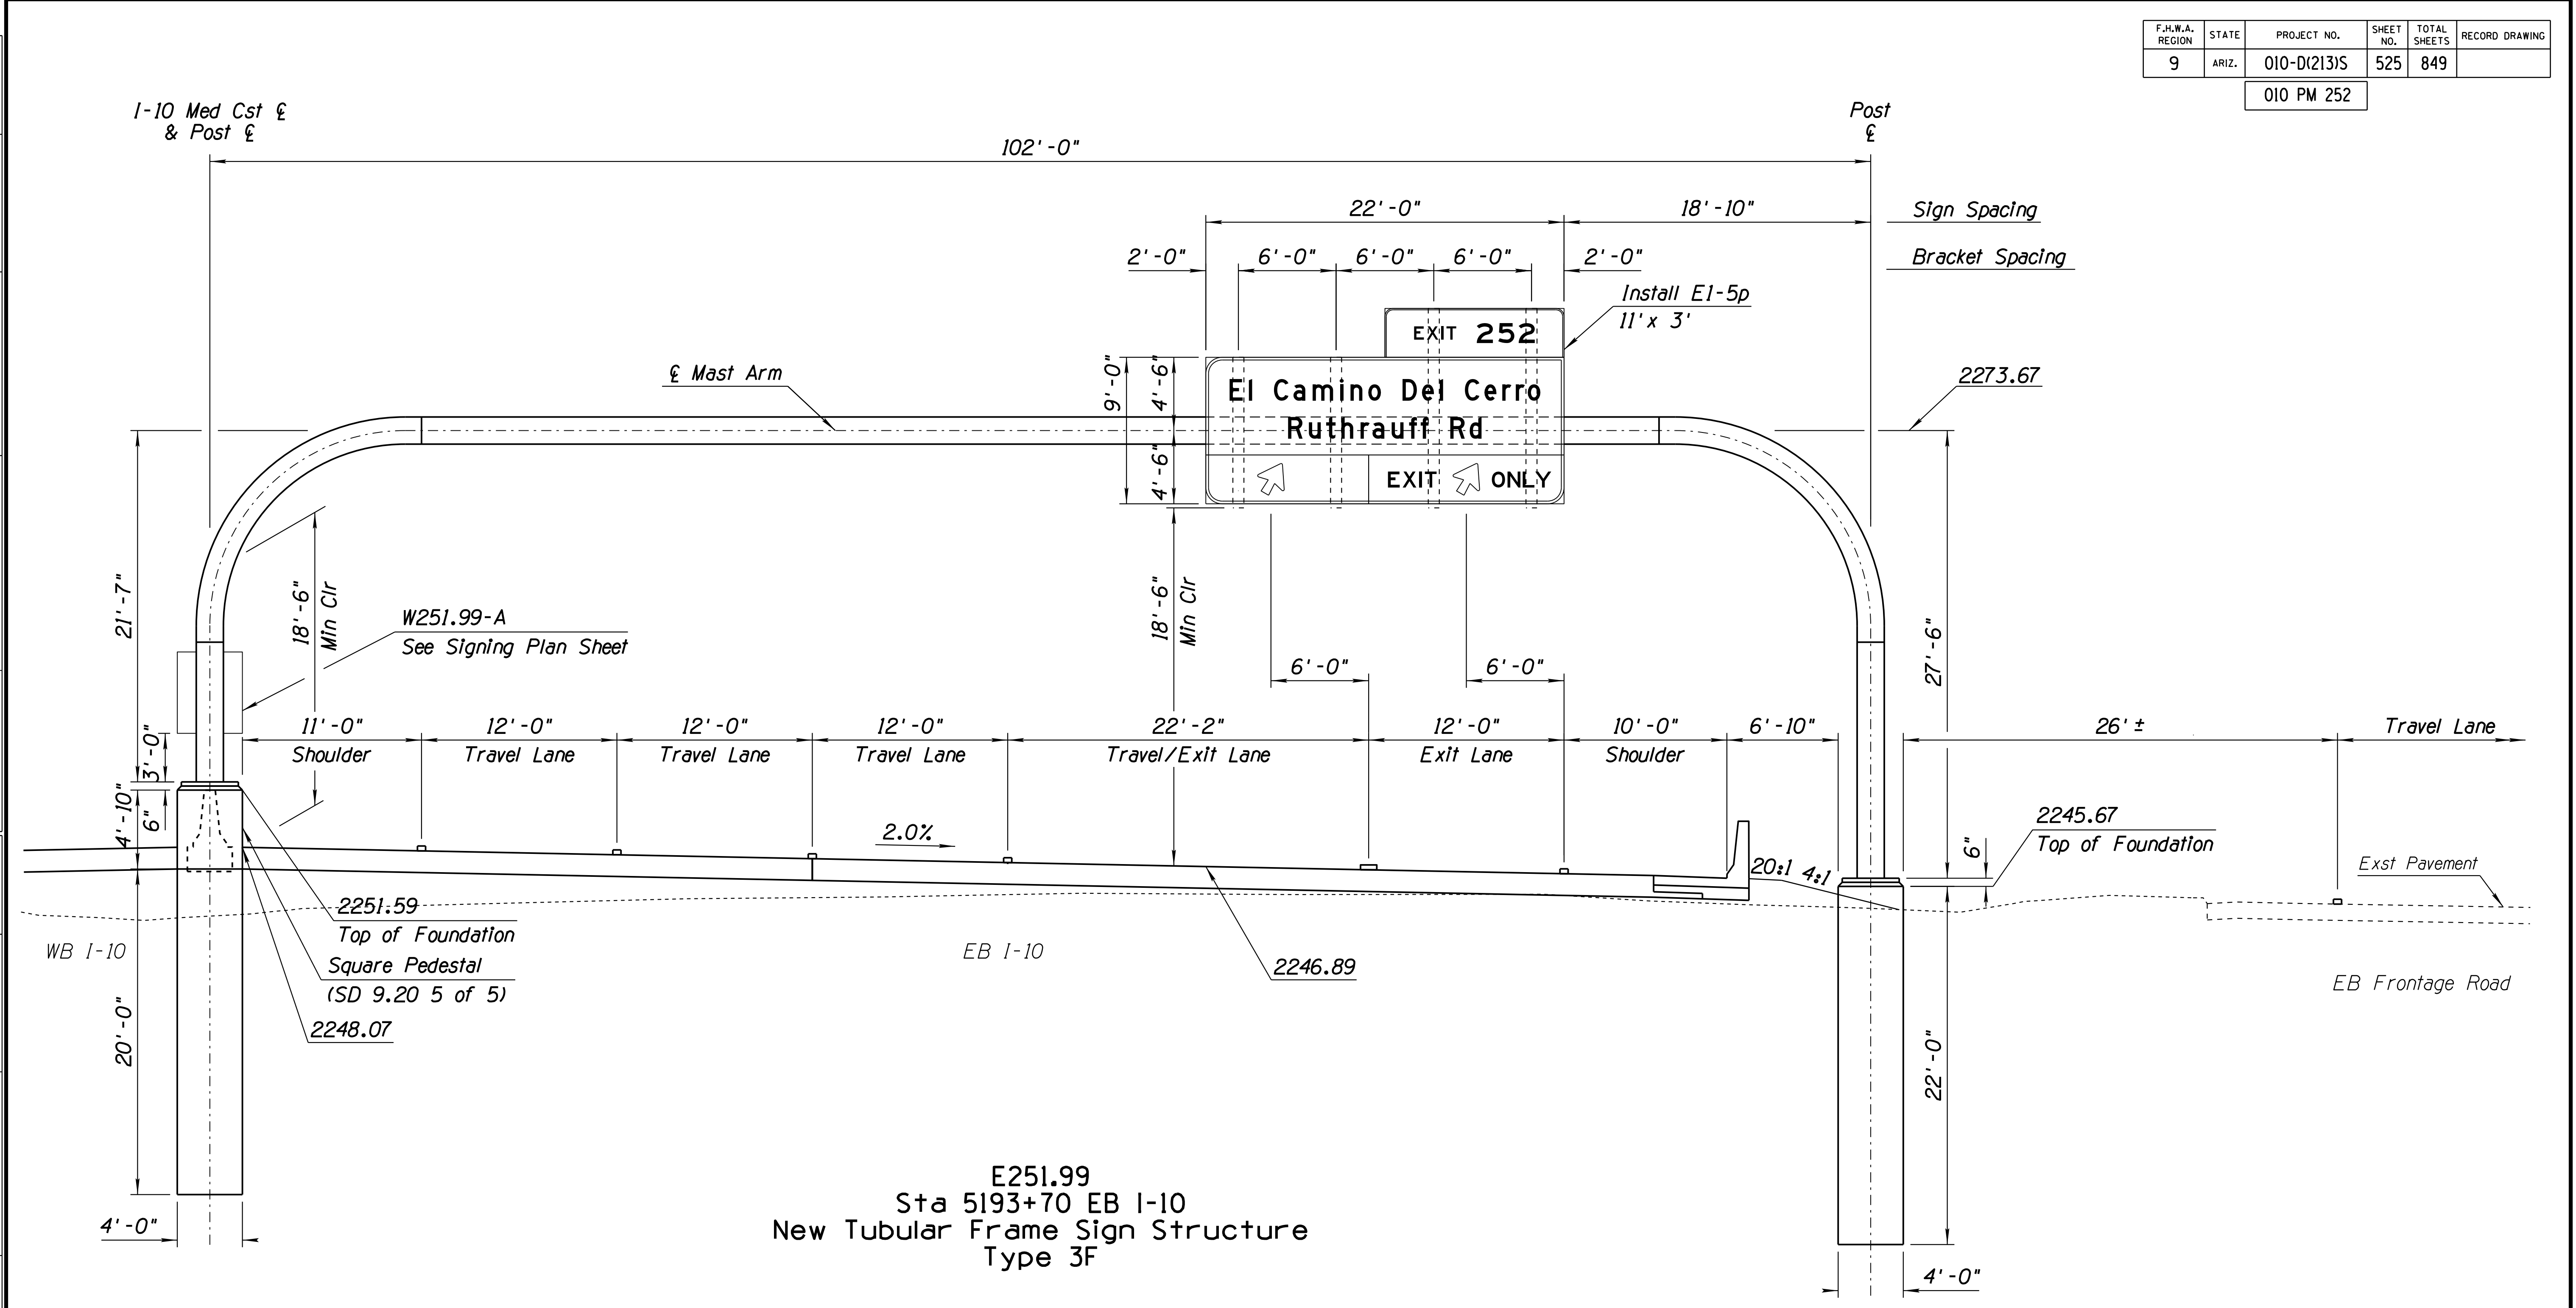 F.H.W.A. REGION STATE PROJECT NO. SHEET NO. TOTAL SHEETS RECORD DRAWING
9 ARIZ. 010-D(213)S 525 849
010 PM 252
I-10 Med Cst ℄
& Post ℄
Post
℄
102'-0"
22'-0" 18'-10" Sign Spacing
2'-0" 6'-0" 6'-0" 6'-0" 2'-0" Bracket Spacing
Install E1-5p
11' x 3'
EXIT 252
El Camino Del Cerro
Ruthrauff Rd
EXIT ONLY
9'-0"
4'-6"
4'-6"
℄ Mast Arm
2273.67
21'-7"
18'-6"
Min Clr
18'-6"
Min Clr
27'-6"
W251.99-A
See Signing Plan Sheet
6'-0" 6'-0"
3'-0"
11'-0" 12'-0" 12'-0" 12'-0" 22'-2" 12'-0" 10'-0" 6'-10" 26' ± Travel Lane
Shoulder Travel Lane Travel Lane Travel Lane Travel/Exit Lane Exit Lane Shoulder
4'-10"
6"
2.0%
20:1 4:1
6"
2245.67
Top of Foundation
Exst Pavement
2251.59
Top of Foundation
Square Pedestal
(SD 9.20 5 of 5)
2248.07
WB I-10
EB I-10
2246.89
EB Frontage Road
20'-0"
22'-0"
4'-0"
4'-0"
E251.99
Sta 5193+70 EB I-10
New Tubular Frame Sign Structure
Type 3F